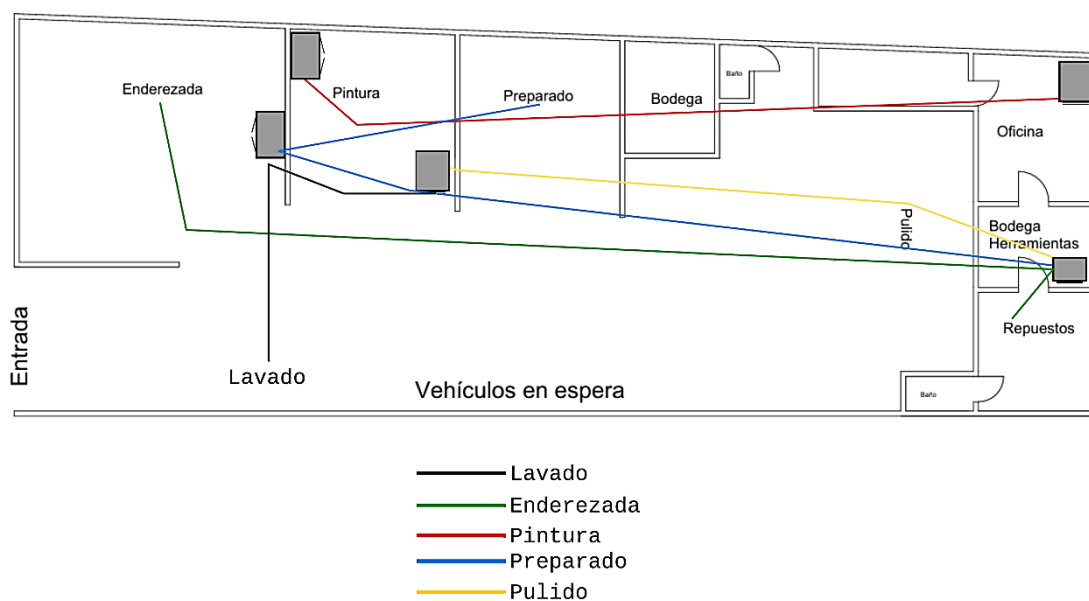 Baño
Enderezada
Pintura
Preparado
Bodega
Oficina
Pulido
Bodega
Herramientas
Repuestos
Entrada
Lavado
Vehículos en espera
Baño
Lavado
Enderezada
Pintura
Preparado
Pulido